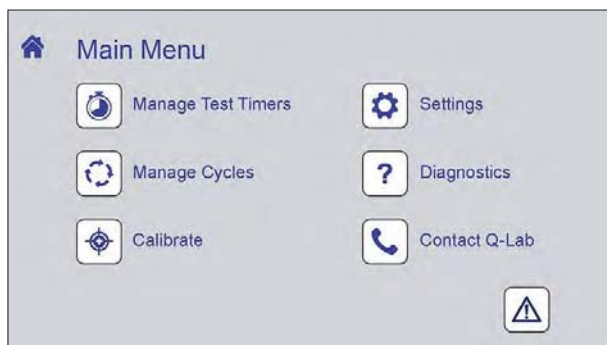 Main Menu
Manage Test Timers
Settings
Manage Cycles
?
Diagnostics
Calibrate
Contact Q-Lab